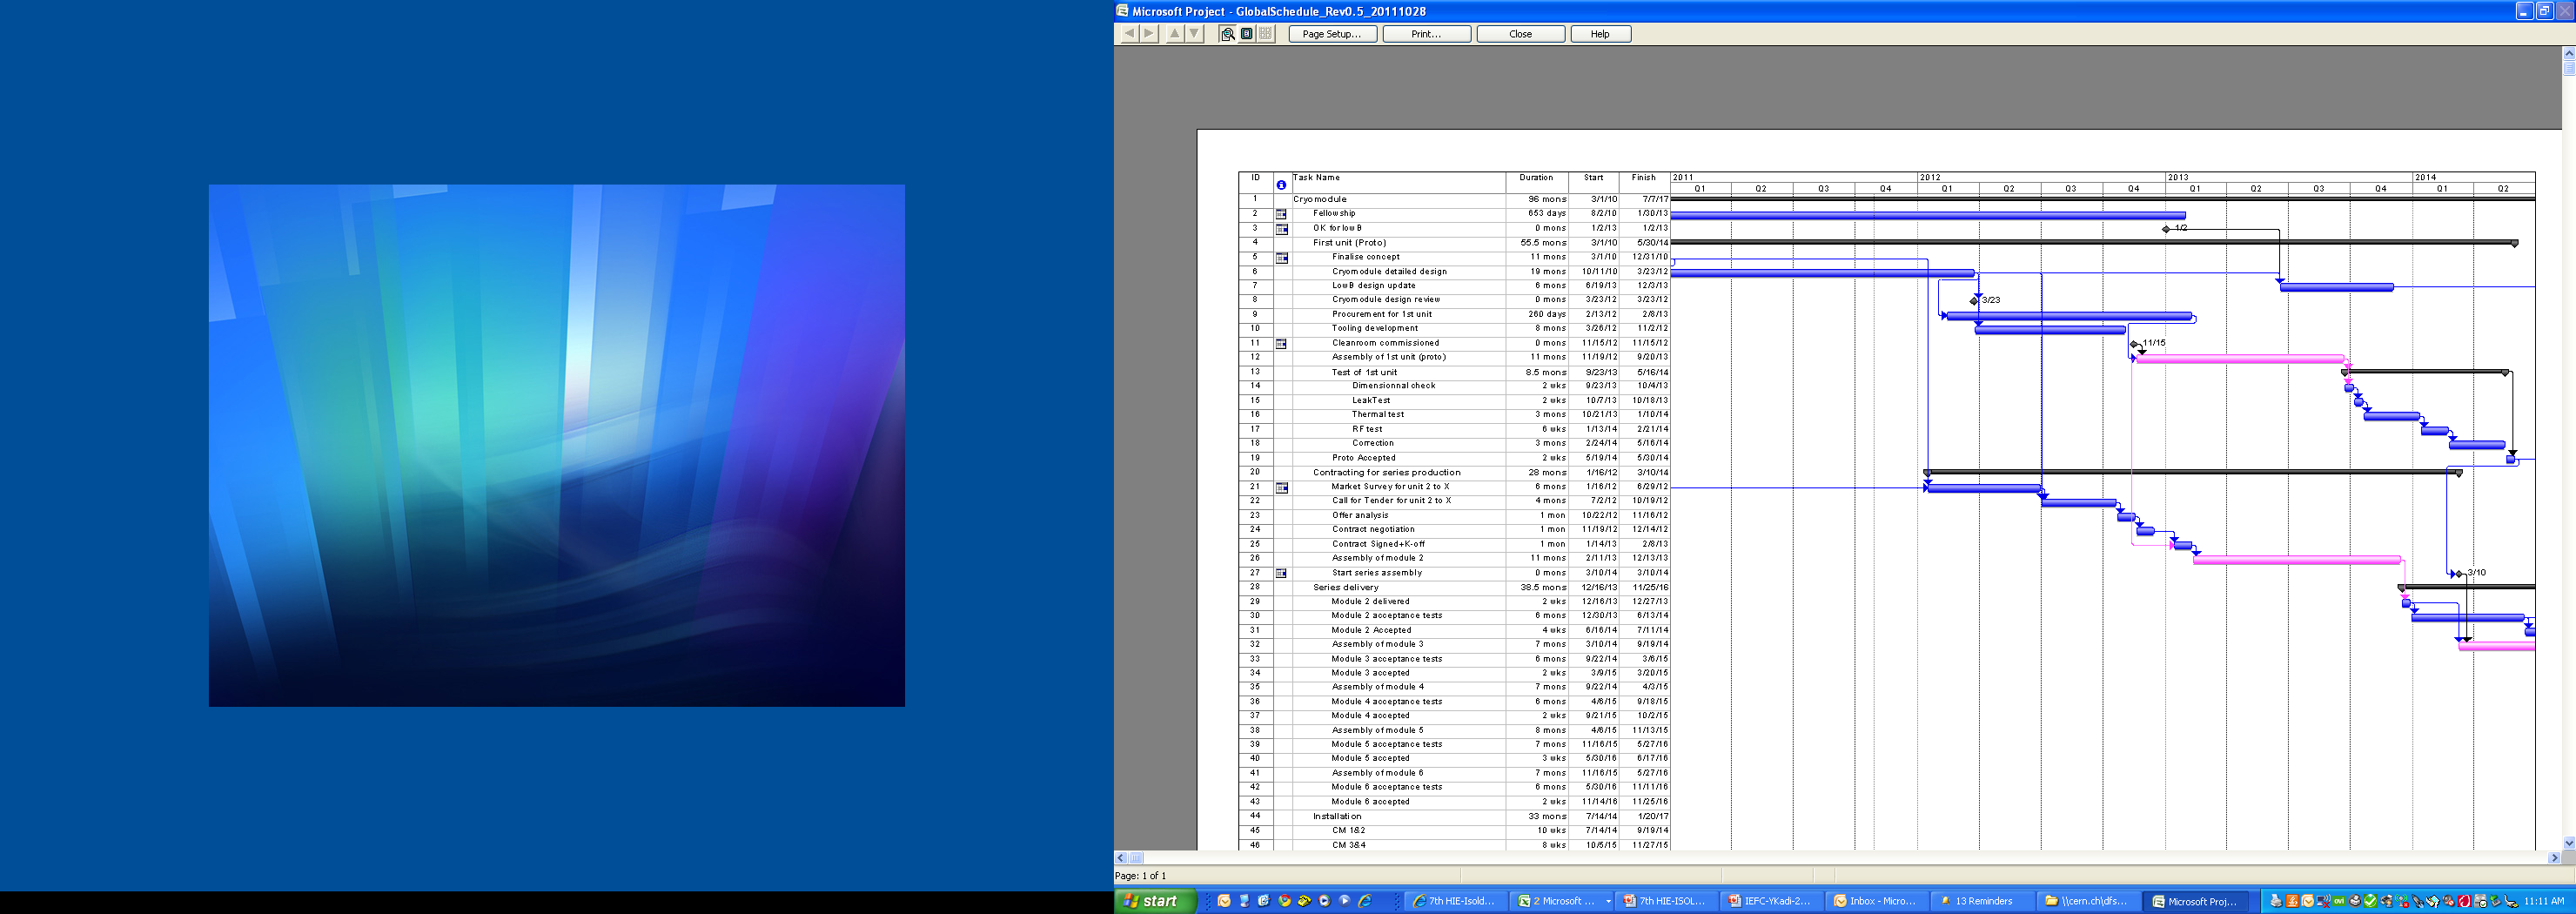 Microsoft Project - GlobalSchedule_Rev0.5_20111028
Page Setup... Print... Close Help
ID Task Name Duration Start Finish 2011 2012 2013 2014
Q1 Q2 Q3 Q4 Q1 Q2 Q3 Q4 Q1 Q2 Q3 Q4 Q1 Q2
1 Cryomodule 96 mons 3/1/10 7/7/17
2 Fellowship 653 days 8/2/10 1/30/13
3 OK for low B 0 mons 1/2/13 1/2/13 1/2
4 First unit (Proto) 55.5 mons 3/1/10 5/30/14
5 Finalise concept 11 mons 3/1/10 12/31/10
6 Cryomodule detailed design 19 mons 10/11/10 3/23/12
7 LowB design update 6 mons 6/19/13 12/3/13
8 Cryomodule design review 0 mons 3/23/12 3/23/12 3/23
9 Procurement for 1st unit 260 days 2/13/12 2/8/13
10 Tooling development 8 mons 3/26/12 11/2/12
11 Cleanroom commissioned 0 mons 11/15/12 11/15/12 11/15
12 Assembly of 1st unit (proto) 11 mons 11/19/12 9/20/13
13 Test of 1st unit 8.5 mons 9/23/13 5/16/14
14 Dimensionnal check 2 wks 9/23/13 10/4/13
15 LeakTest 2 wks 10/7/13 10/18/13
16 Thermal test 3 mons 10/21/13 1/10/14
17 RF test 6 wks 1/13/14 2/21/14
18 Correction 3 mons 2/24/14 5/16/14
19 Proto Accepted 2 wks 5/19/14 5/30/14
20 Contracting for series production 28 mons 1/16/12 3/10/14
21 Market Survey for unit 2 to X 6 mons 1/16/12 6/29/12
22 Call for Tender for unit 2 to X 4 mons 7/2/12 10/19/12
23 Offer analysis 1 mon 10/22/12 11/16/12
24 Contract negotiation 1 mon 11/19/12 12/14/12
25 Contract Signed+K-off 1 mon 1/14/13 2/8/13
26 Assembly of module 2 11 mons 2/11/13 12/13/13
27 Start series assembly 0 mons 3/10/14 3/10/14 3/10
28 Series delivery 38.5 mons 12/16/13 11/25/16
29 Module 2 delivered 2 wks 12/16/13 12/27/13
30 Module 2 acceptance tests 6 mons 12/30/13 6/13/14
31 Module 2 Accepted 4 wks 6/16/14 7/11/14
32 Assembly of module 3 7 mons 3/10/14 9/19/14
33 Module 3 acceptance tests 6 mons 9/22/14 3/6/15
34 Module 3 accepted 2 wks 3/9/15 3/20/15
35 Assembly of module 4 7 mons 9/22/14 4/3/15
36 Module 4 acceptance tests 6 mons 4/6/15 9/18/15
37 Module 4 accepted 2 wks 9/21/15 10/2/15
38 Assembly of module 5 8 mons 4/6/15 11/13/15
39 Module 5 acceptance tests 7 mons 11/16/15 5/27/16
40 Module 5 accepted 3 wks 5/30/16 6/17/16
41 Assembly of module 6 7 mons 11/16/15 5/27/16
42 Module 6 acceptance tests 6 mons 5/30/16 11/11/16
43 Module 6 accepted 2 wks 11/14/16 11/25/16
44 Installation 33 mons 7/14/14 1/20/17
45 CM 1&2 10 wks 7/14/14 9/19/14
46 CM 3&4 8 wks 10/5/15 11/27/15
Page: 1 of 1
start 7th HIE-Isold... 2 Microsoft ... 7th HIE-ISOL... IEFC-YKadi-2... Inbox - Micro... 13 Reminders \\cern.ch\dfs... Microsoft Proj... 11:11 AM